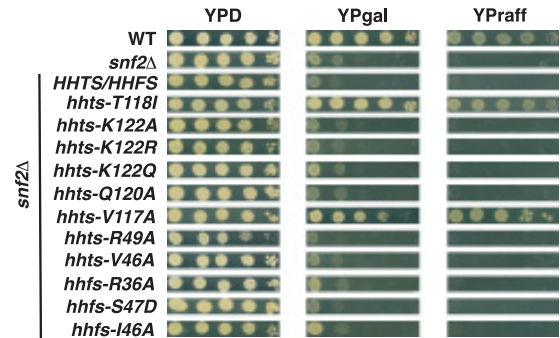 YPD YPgal YPraff
WT
snf2Δ
HHTS/HHFS
hhts-T118I
hhts-K122A
hhts-K122R
hhts-K122Q
hhts-Q120A
hhts-V117A
hhts-R49A
hhts-V46A
hhfs-R36A
hhfs-S47D
hhfs-I46A
snf2Δ